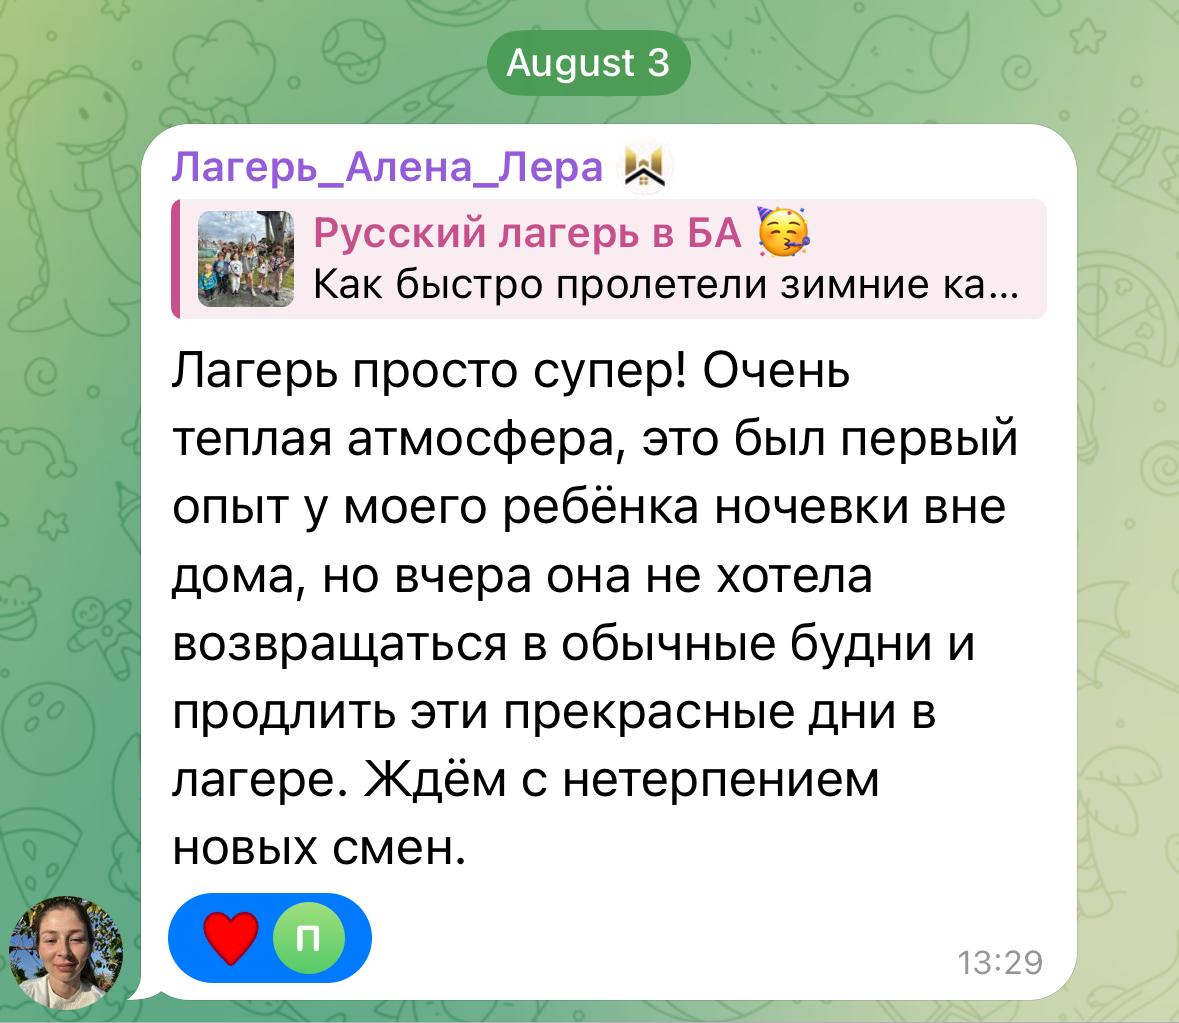 August 3
Лагерь_Алена_Лера
Русский лагерь в БА 🥳
Как быстро пролетели зимние ка...
Лагерь просто супер! Очень
теплая атмосфера, это был первый
опыт у моего ребёнка ночевки вне
дома, но вчера она не хотела
возвращаться в обычные будни и
продлить эти прекрасные дни в
лагере. Ждём с нетерпением
новых смен.
❤️ П
13:29